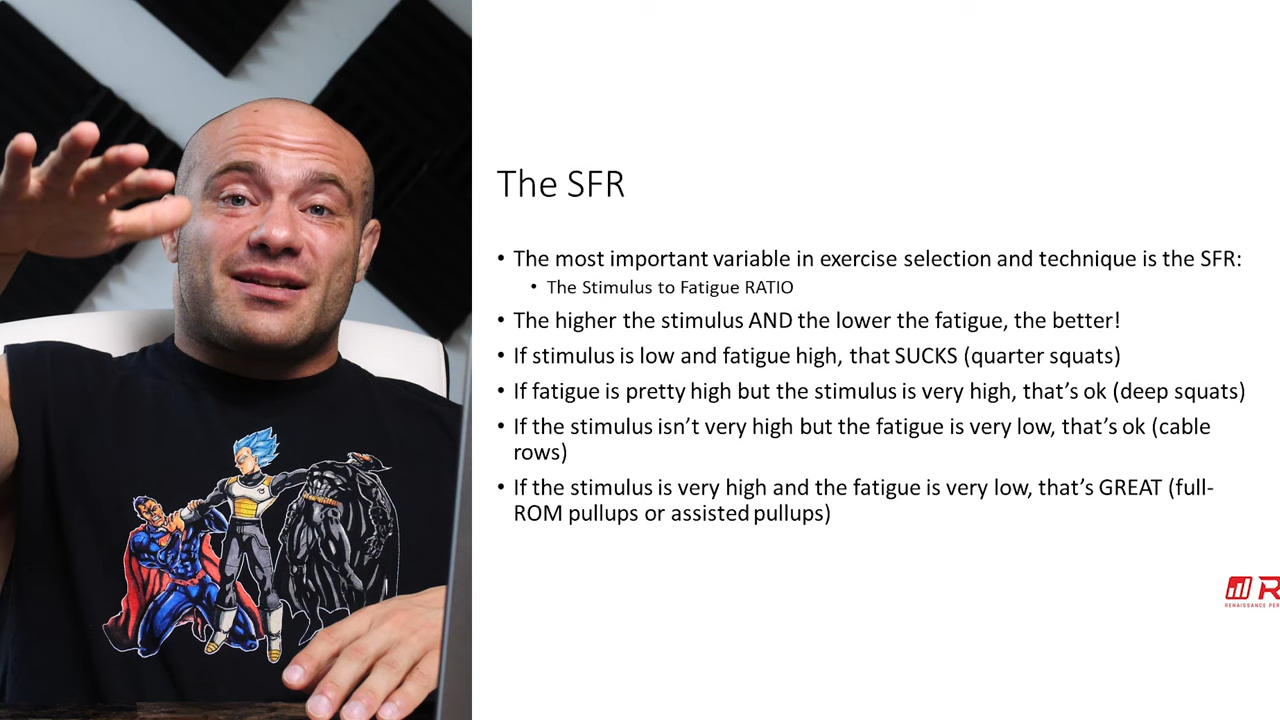 The SFR
• The most important variable in exercise selection and technique is the SFR:
• The Stimulus to Fatigue RATIO
• The higher the stimulus AND the lower the fatigue, the better!
• If stimulus is low and fatigue high, that SUCKS (quarter squats)
• If fatigue is pretty high but the stimulus is very high, that's ok (deep squats)
• If the stimulus isn't very high but the fatigue is very low, that's ok (cable
rows)
• If the stimulus is very high and the fatigue is very low, that's GREAT (full-
ROM pullups or assisted pullups)
R
RENAISSANCE PER